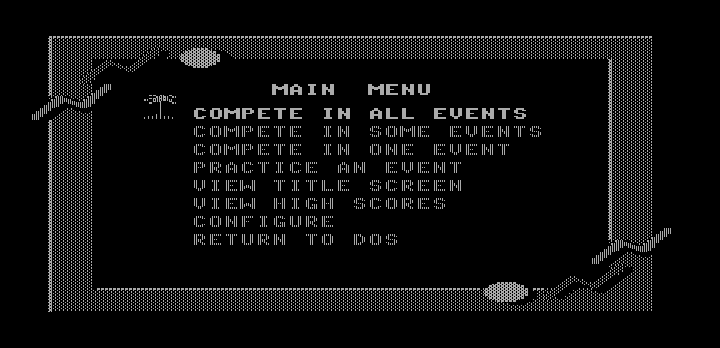 MAIN MENU
COMPETE IN ALL EVENTS
COMPETE IN SOME EVENTS
COMPETE IN ONE EVENT
PRACTICE AN EVENT
VIEW TITLE SCREEN
VIEW HIGH SCORES
CONFIGURE
RETURN TO DOS